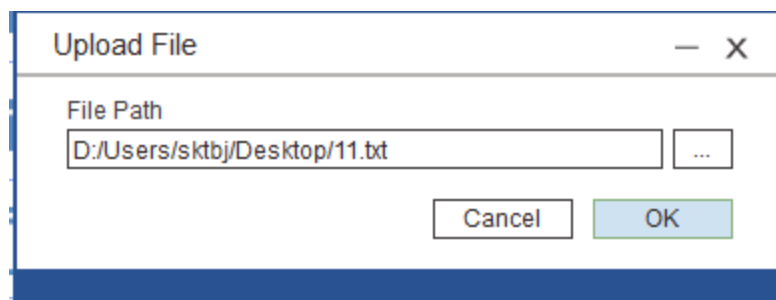 Upload File
File Path
D:/Users/sktbj/Desktop/11.txt
...
Cancel
OK